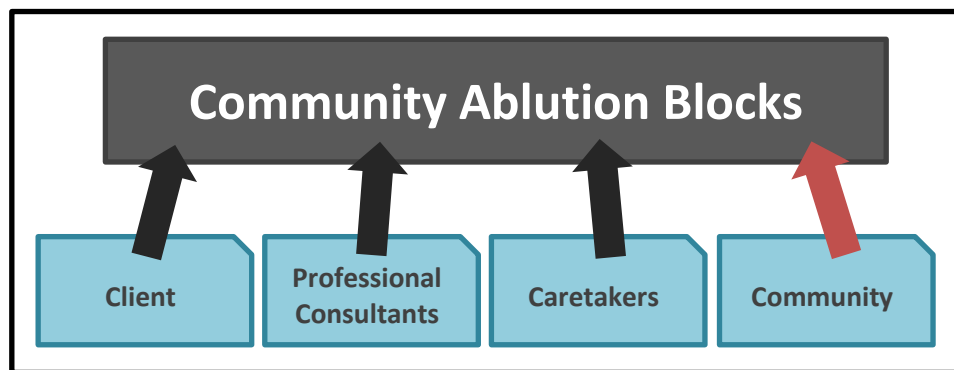 Community Ablution Blocks
Client
Professional
Consultants
Caretakers
Community